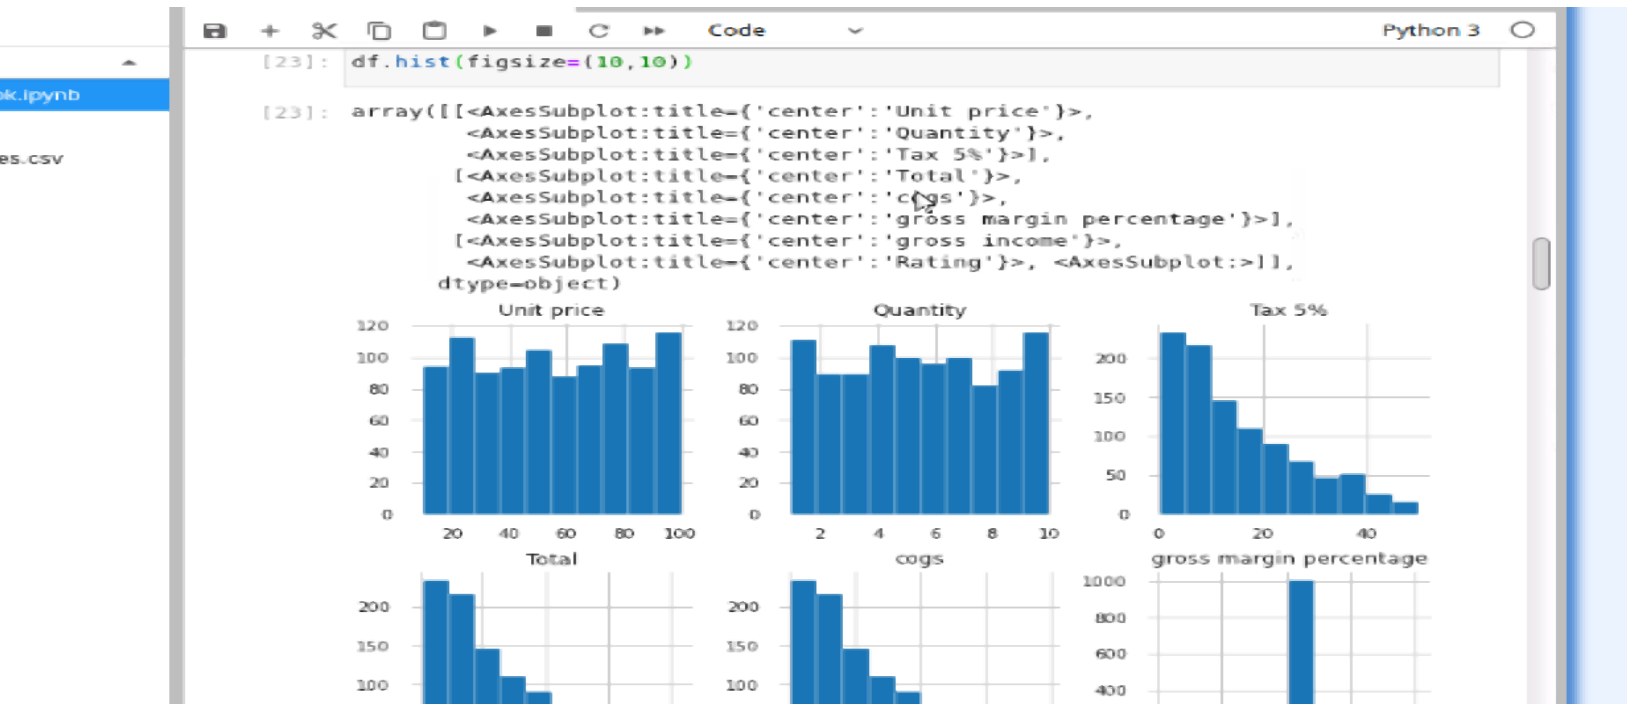 Code
Python 3
[23]: df.hist(figsize=(10,10))
ok.ipynb
[23]: array([[<AxesSubplot:title={'center':'Unit price'}>,
<AxesSubplot:title={'center':'Quantity'}>,
es.csv
<AxesSubplot:title={'center':'Tax 5%'}>],
[<AxesSubplot:title={'center':'Total'}>,
<AxesSubplot:title={'center':'cogs'}>,
<AxesSubplot:title={'center':'gross margin percentage'}>],
[<AxesSubplot:title={'center':'gross income'}>,
<AxesSubplot:title={'center':'Rating'}>, <AxesSubplot:>]],
dtype=object)
Unit price
120
100
80
60
40
20
0
20 40 60 80 100
Quantity
120
100
80
60
40
20
0
2 4 6 8 10
Tax 5%
200
150
100
50
0
0 20 40
Total
200
150
100
cogs
200
150
100
gross margin percentage
1000
800
600
400